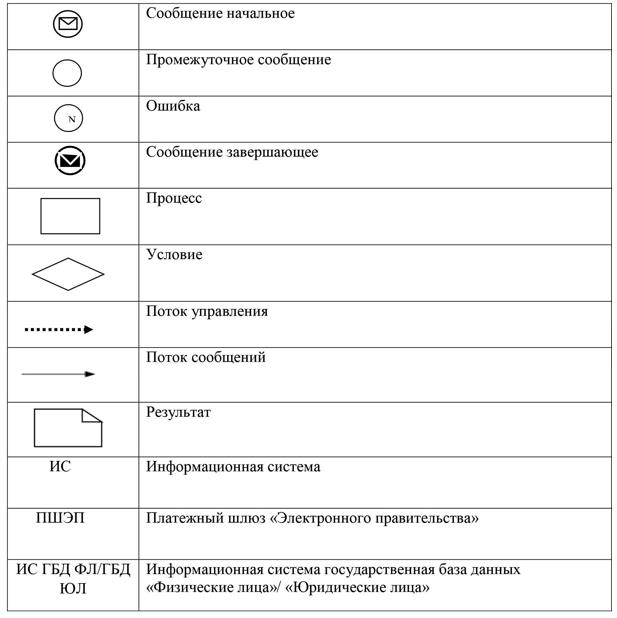 Сообщение начальное
Промежуточное сообщение
N
Ошибка
Сообщение завершающее
Процесс
Условие
Поток управления
Поток сообщений
Результат
ИС
Информационная система
ПШЭП
Платежный шлюз «Электронного правительства»
ИС ГБД ФЛ/ГБД
ЮЛ
Информационная система государственная база данных
«Физические лица»/ «Юридические лица»